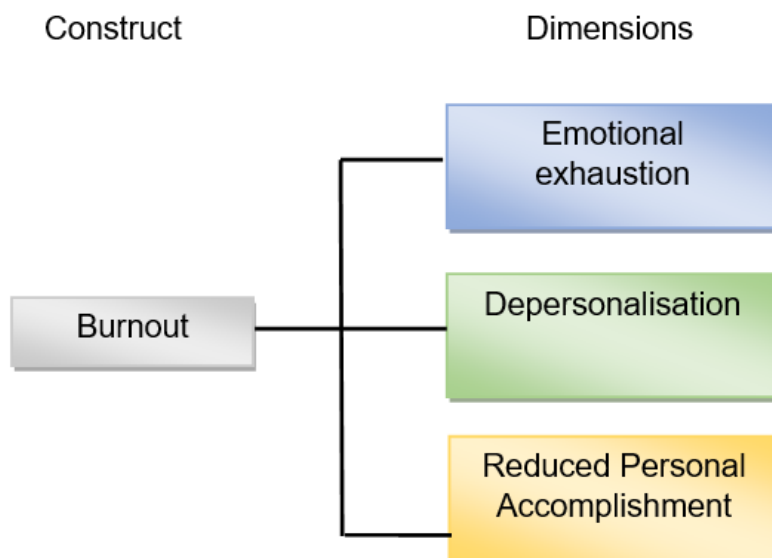 Construct
Dimensions
Emotional
exhaustion
Burnout
Depersonalisation
Reduced Personal
Accomplishment